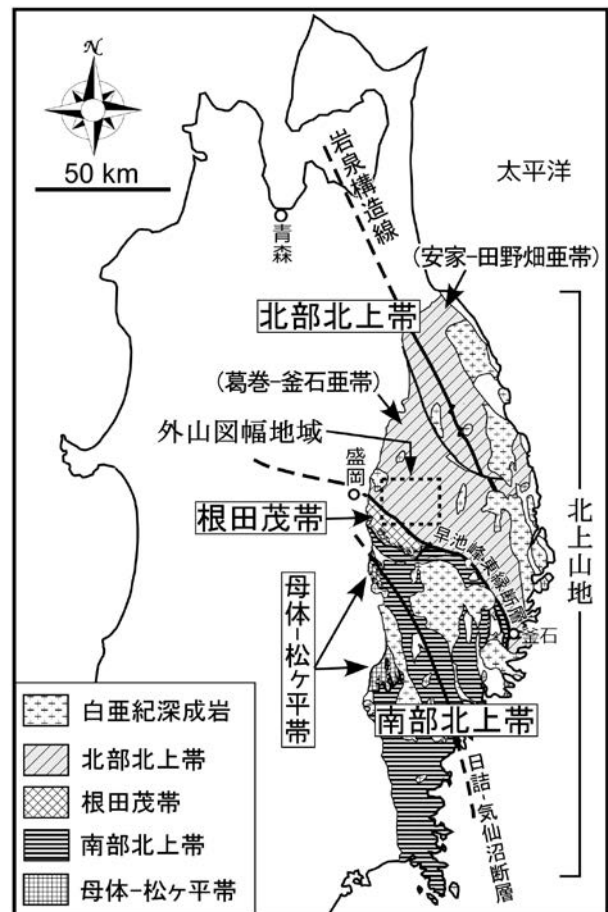 N
50 km
太平洋
青森
岩泉構造線
(安家-田野畑亜帯)
北部北上帯
(葛巻-釜石亜帯)
外山図幅地域
盛岡
根田茂帯
早池峰東縁断層
北上山地
釜石
母体-松ヶ平帯
南部北上帯
日詰-気仙沼断層
白亜紀深成岩
北部北上帯
根田茂帯
南部北上帯
母体-松ヶ平帯